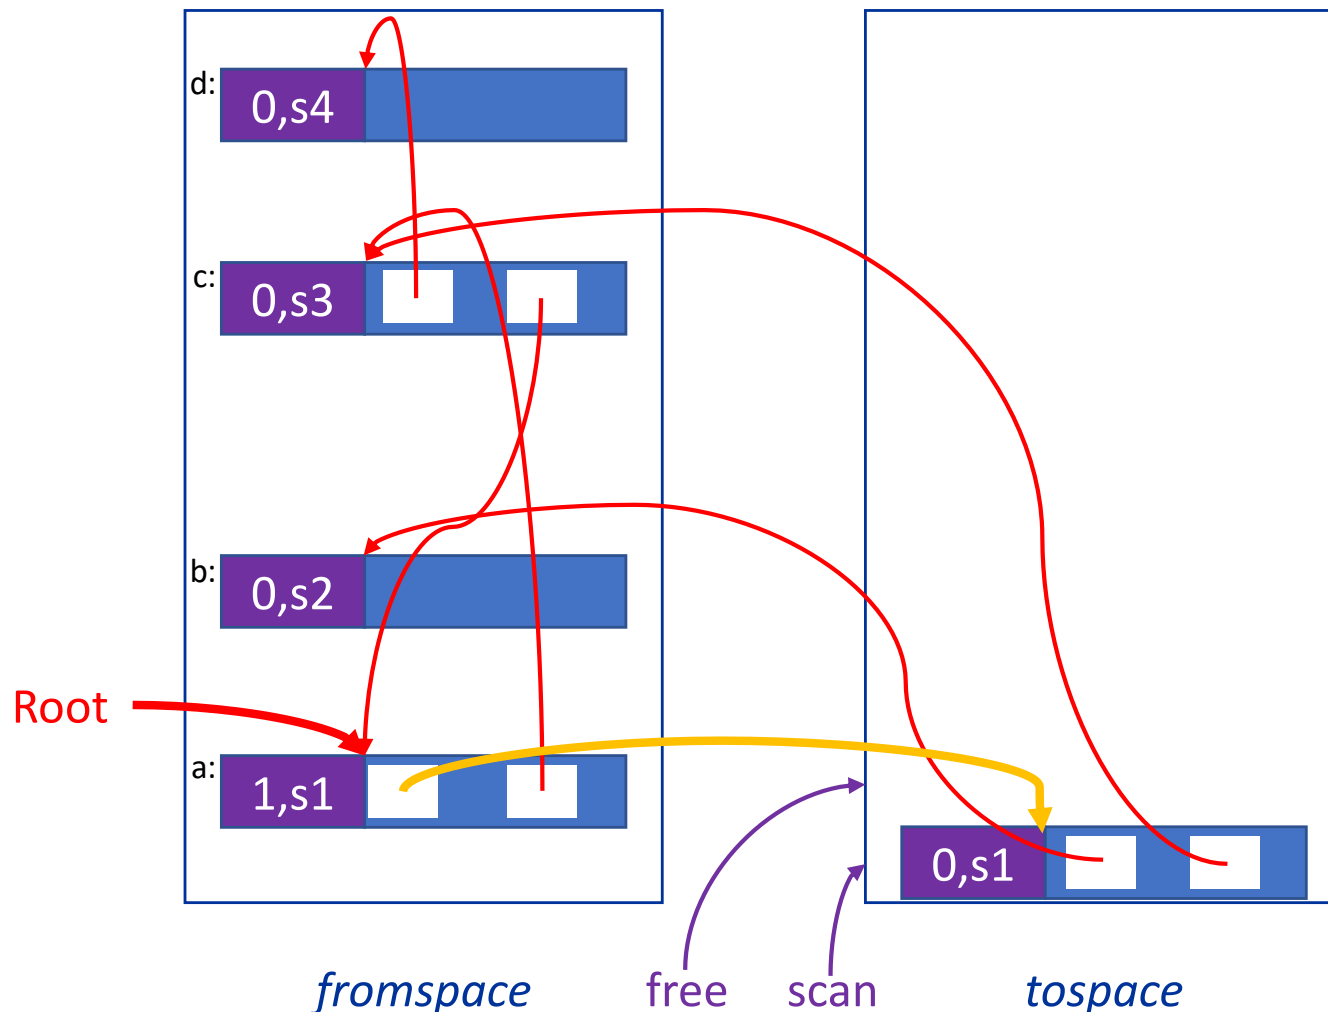 d:
0,s4
c:
0,s3
b:
0,s2
Root
a:
1,s1
0,s1
fromspace
free
scan
tospace